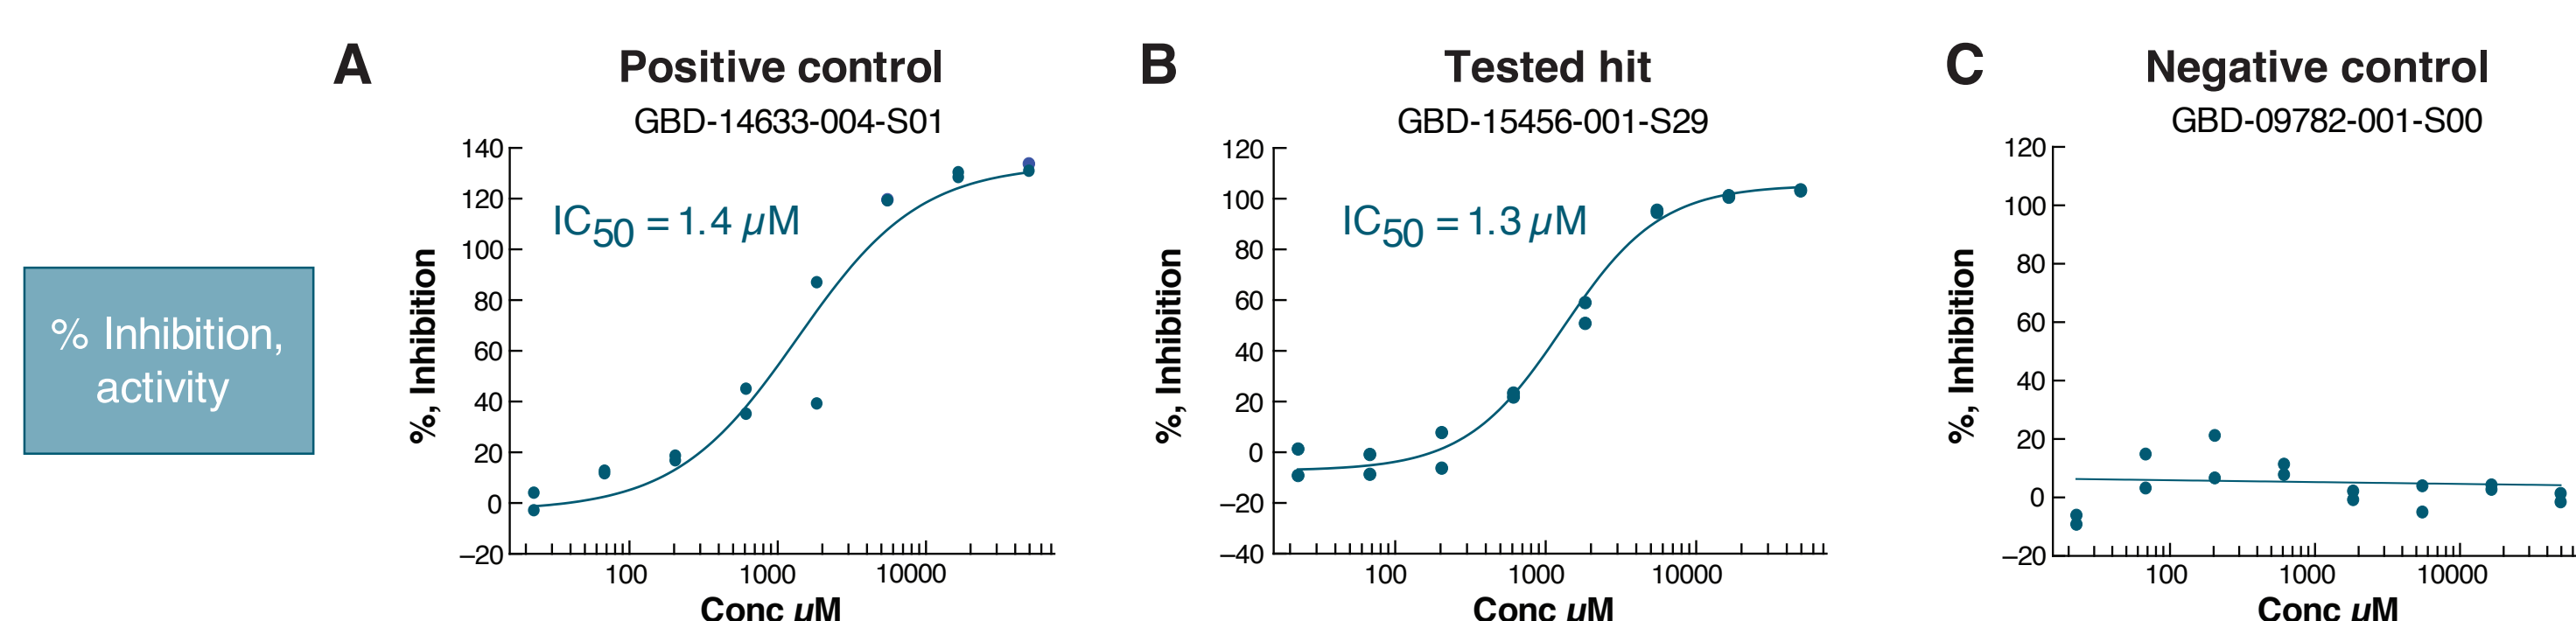 % Inhibition,
activity
A
Positive control
GBD-14633-004-S01
IC50 = 1.4 µM
%, Inhibition
140
120
100
80
60
40
20
0
–20
100 1000 10000
Conc µM
B
Tested hit
GBD-15456-001-S29
IC50 = 1.3 µM
%, Inhibition
120
100
80
60
40
20
0
–20
–40
100 1000 10000
Conc µM
C
Negative control
GBD-09782-001-S00
%, Inhibition
120
100
80
60
40
20
0
–20
100 1000 10000
Conc µM